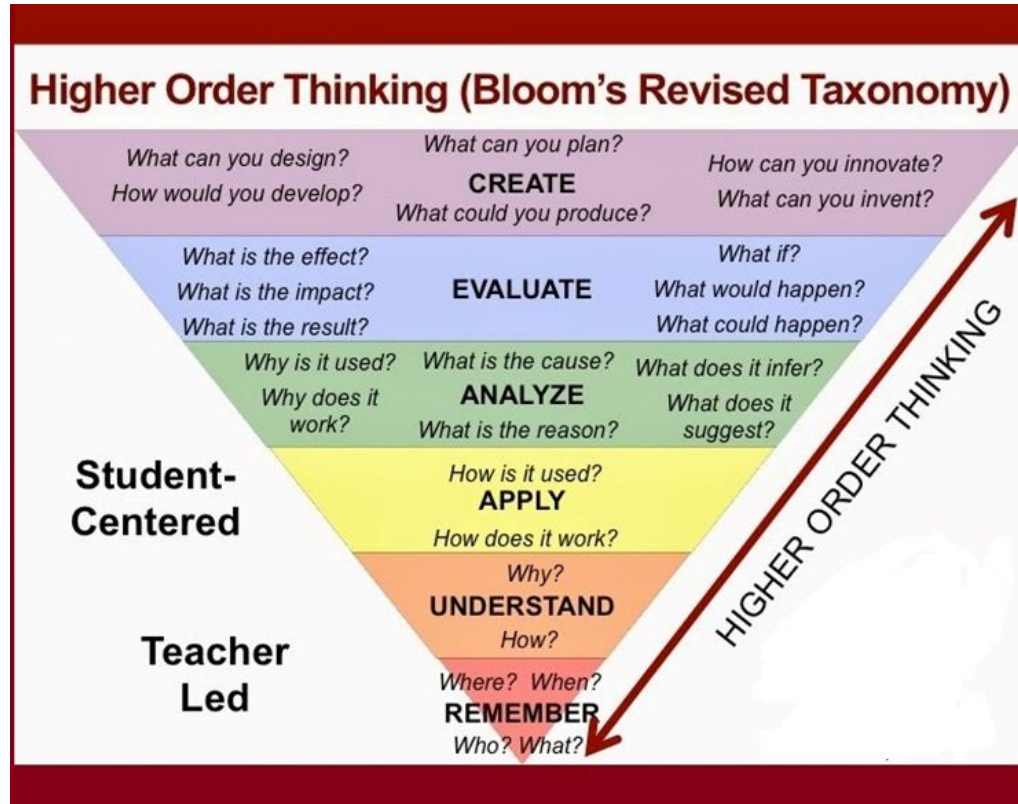 Higher Order Thinking (Bloom's Revised Taxonomy)
What can you design?
How would you develop?
What can you plan?
CREATE
What could you produce?
How can you innovate?
What can you invent?
What is the effect?
What is the impact?
What is the result?
EVALUATE
What if?
What would happen?
What could happen?
Why is it used?
Why does it
work?
What is the cause?
ANALYZE
What is the reason?
What does it infer?
What does it
suggest?
How is it used?
APPLY
How does it work?
Why?
UNDERSTAND
How?
Where? When?
REMEMBER
Who? What?
Student-
Centered
Teacher
Led
HIGHER ORDER THINKING